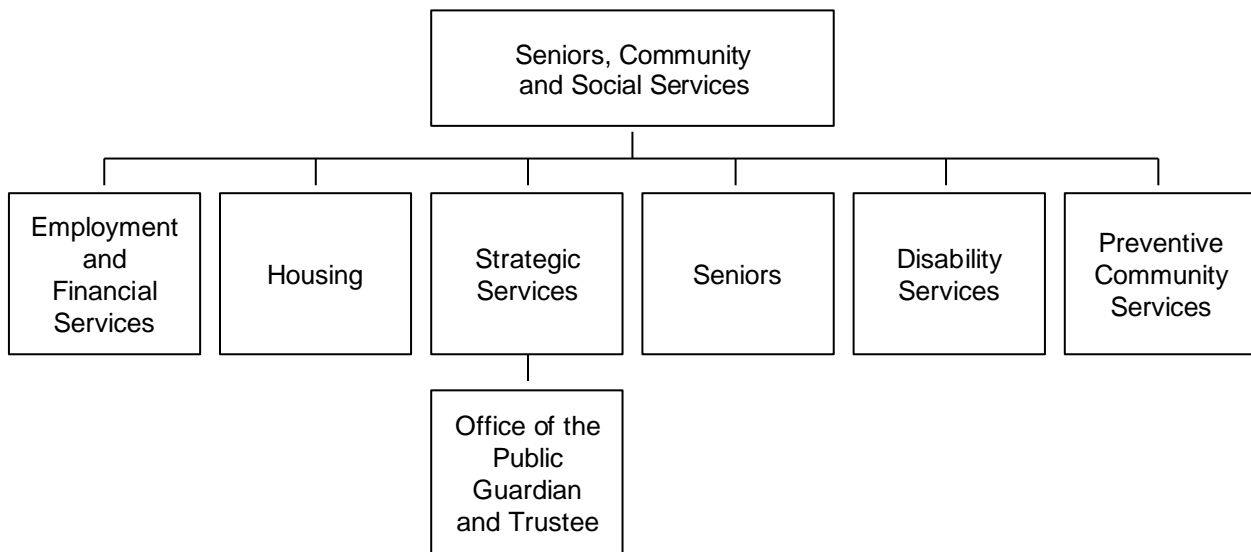 Seniors, Community
and Social Services
Employment
and
Financial
Services
Housing
Strategic
Services
Seniors
Disability
Services
Preventive
Community
Services
Office of the
Public
Guardian
and Trustee